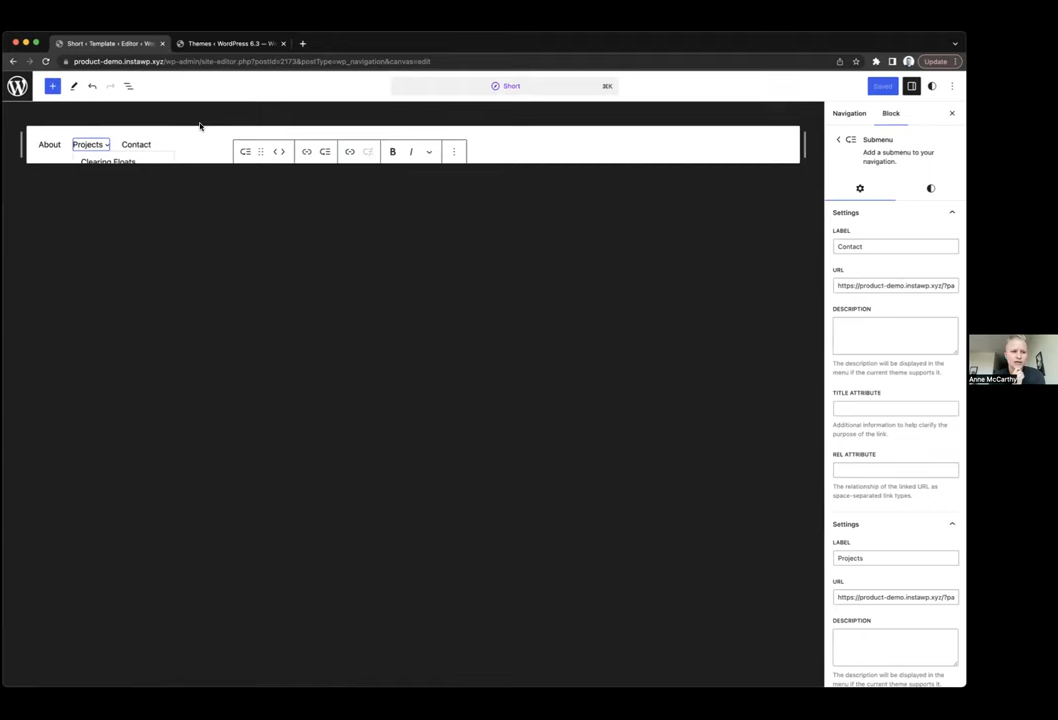 Short ‹ Template ‹ Editor ‹ Wo
Themes ‹ WordPress 6.3 — W
product-demo.instawp.xyz/wp-admin/site-editor.php?postId=2173&postType=wp_navigation&canvas=edit
Update
Short
⌘K
Saved
About
Projects
Contact
Clearing Floats
B
I
Navigation
Block
Submenu
Add a submenu to your
navigation.
Settings
LABEL
Contact
URL
https://product-demo.instawp.xyz/?pa
DESCRIPTION
The description will be displayed in the
menu if the current theme supports it.
TITLE ATTRIBUTE
Additional information to help clarify the
purpose of the link.
REL ATTRIBUTE
The relationship of the linked URL as
space-separated link types.
Settings
LABEL
Projects
URL
https://product-demo.instawp.xyz/?pa
DESCRIPTION
The description will be displayed in the
menu if the current theme supports it.
Anne McCarthy